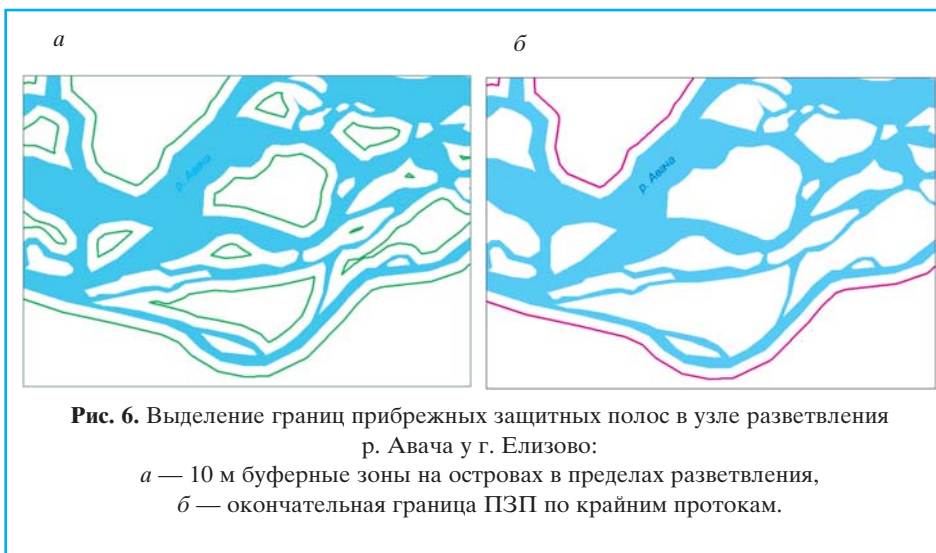 а
б
р. Авача
р. Авача
Рис. 6. Выделение границ прибрежных защитных полос в узле разветвления
р. Авача у г. Елизово:
а — 10 м буферные зоны на островах в пределах разветвления,
б — окончательная граница ПЗП по крайним протокам.